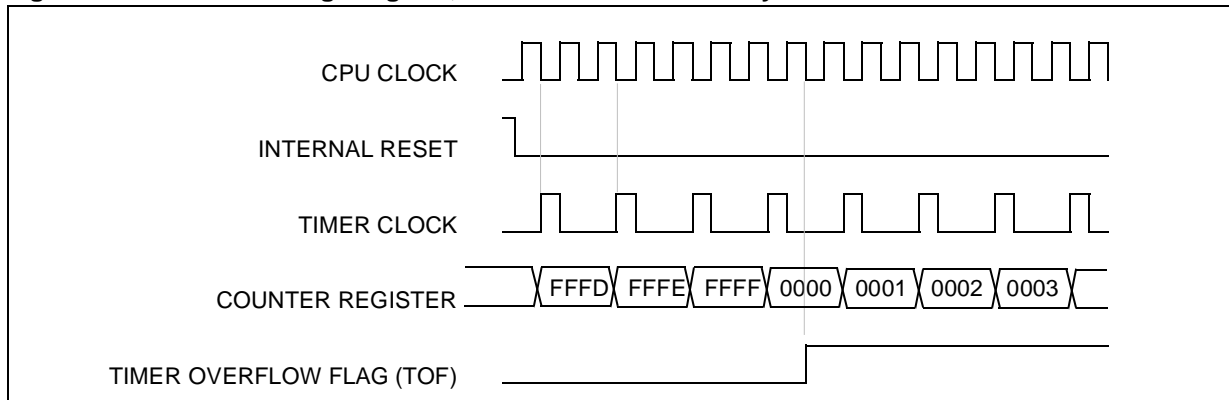 CPU CLOCK
INTERNAL RESET
TIMER CLOCK
COUNTER REGISTER FFFD FFFE FFFF 0000 0001 0002 0003
TIMER OVERFLOW FLAG (TOF)